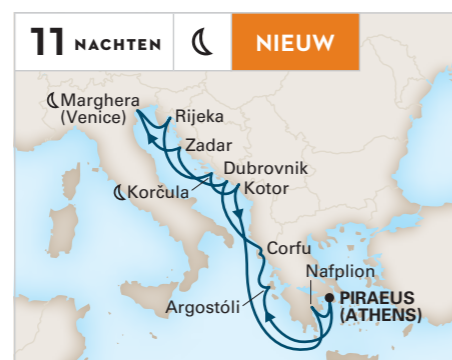 11 NACHTEN
NIEUW
Marghera
(Venice)
Rijeka
Zadar
Dubrovnik
Korčula
Kotor
Corfu
Nafplion
Argostóli
PIRAEUS
(ATHENS)